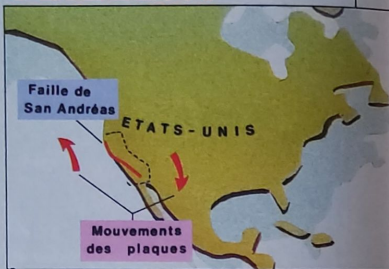 Faille de
San Andréas
ETATS-UNIS
Mouvements
des plaques